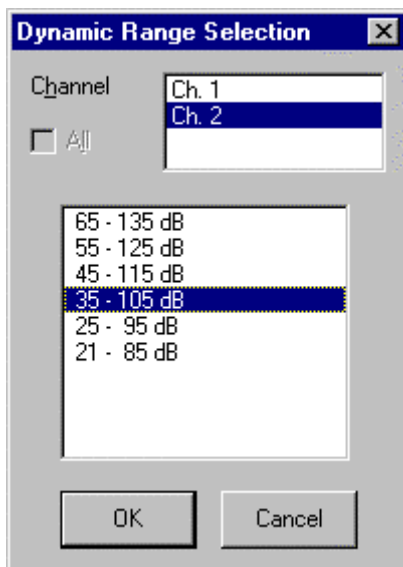 Dynamic Range Selection
Channel
Ch. 1
Ch. 2
All
65 - 135 dB
55 - 125 dB
45 - 115 dB
35 - 105 dB
25 - 95 dB
21 - 85 dB
OK
Cancel